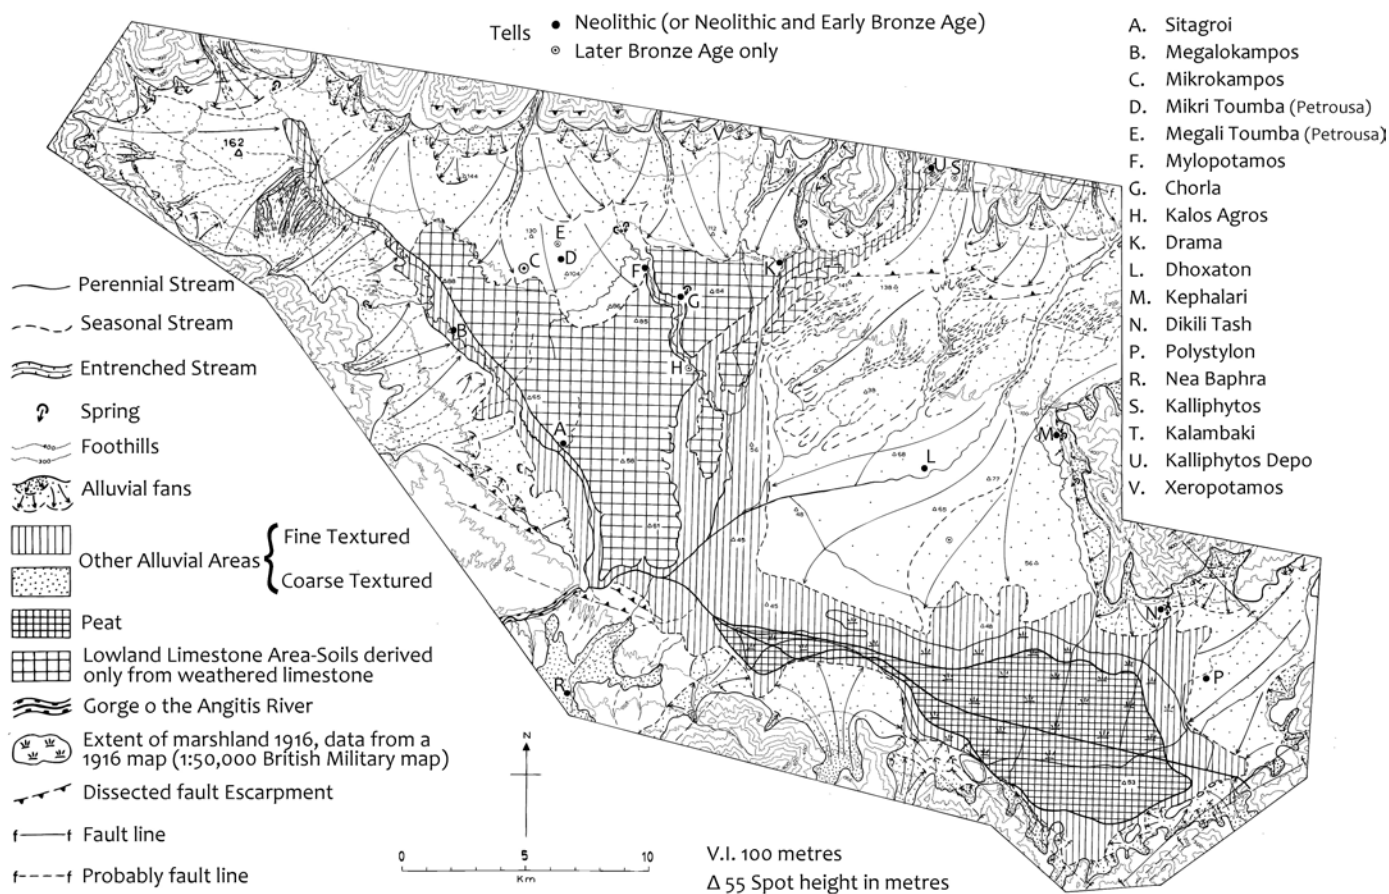 Tells
Neolithic (or Neolithic and Early Bronze Age)
Later Bronze Age only
A. Sitagroi
B. Megalokampos
C. Mikrokampos
D. Mikri Toumba (Petrousa)
E. Megali Toumba (Petrousa)
F. Mylopotamos
G. Chorla
H. Kalos Agros
K. Drama
L. Dhoxaton
M. Kephalari
N. Dikili Tash
P. Polystylon
R. Nea Baphra
S. Kalliphytos
T. Kalambaki
U. Kalliphytos Depo
V. Xeropotamos
162
V
U S
E
D
C
F
G
K
B
H
A
L
M
N
P
R
Perennial Stream
Seasonal Stream
Entrenched Stream
Spring
Foothills
Alluvial fans
Other Alluvial Areas
Fine Textured
Coarse Textured
Peat
Lowland Limestone Area-Soils derived
only from weathered limestone
Gorge o the Angitis River
Extent of marshland 1916, data from a
1916 map (1:50,000 British Military map)
Dissected fault Escarpment
f f Fault line
f f Probably fault line
N
0 5 10
Km
V.I. 100 metres
Δ 55 Spot height in metres